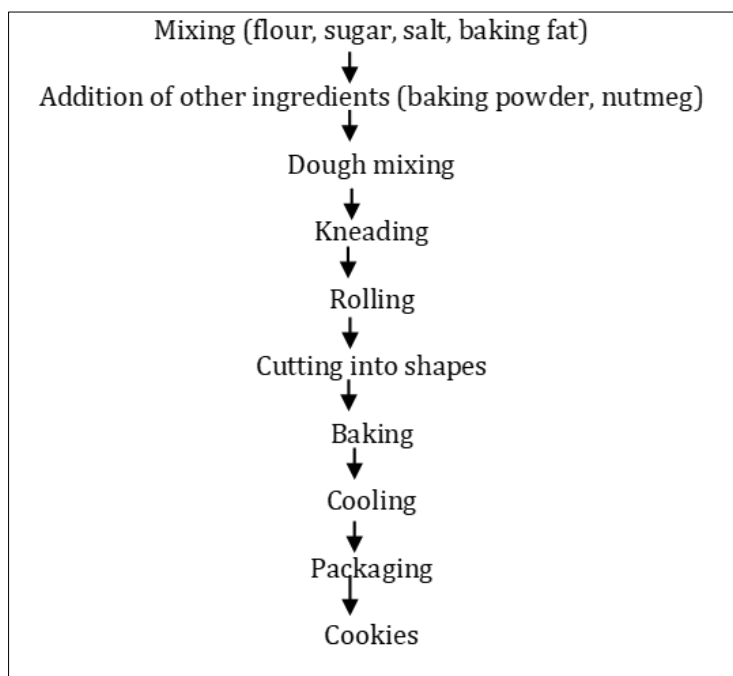 Mixing (flour, sugar, salt, baking fat)
Addition of other ingredients (baking powder, nutmeg)
Dough mixing
Kneading
Rolling
Cutting into shapes
Baking
Cooling
Packaging
Cookies